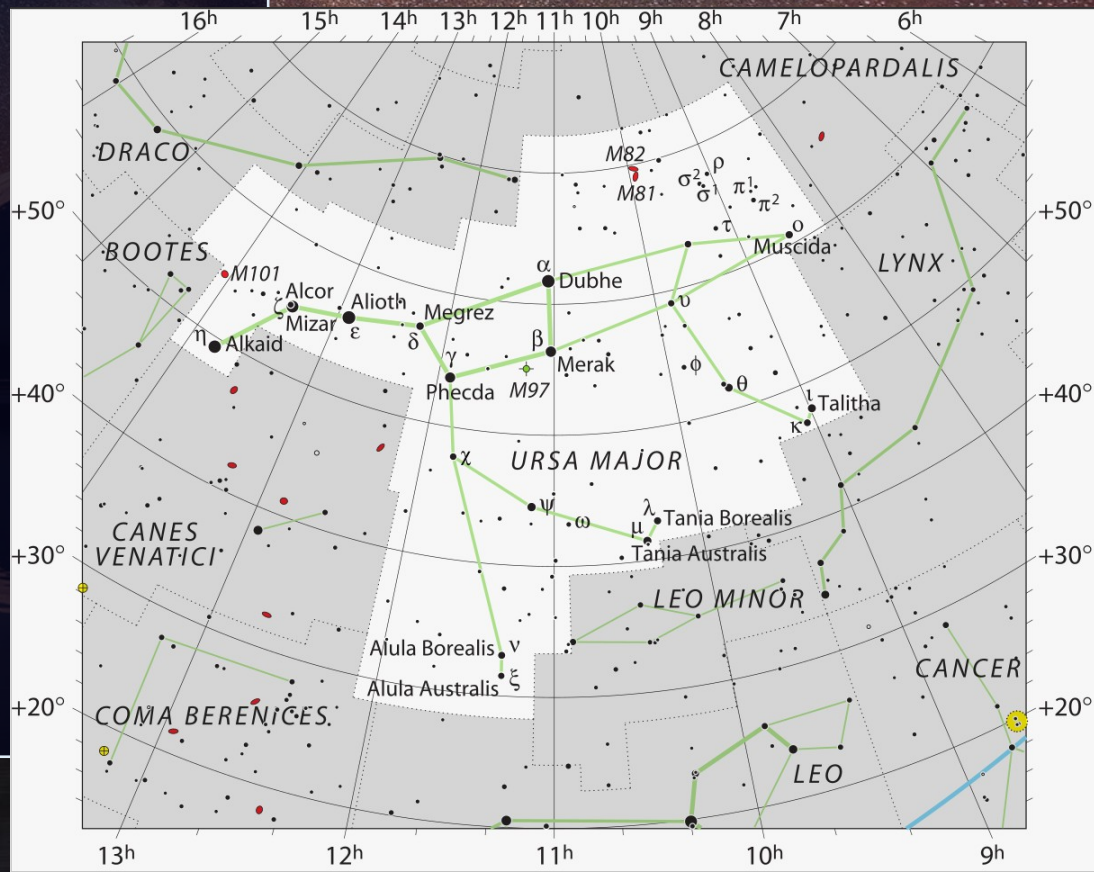 16h 15h 14h 13h 12h 11h 10h 9h 8h 7h 6h
CAMELOPARDALIS
DRACO
M82
ρ
σ² σ¹ π¹
M81
π²
+50° +50°
τ ο
BOOTES
Muscida
LYNX
M101
α
Dubhe
Alcor
ζ
Mizar
Alioth
ε
Megrez
δ
υ
η Alkaid
β
Merak
γ
Phecda
M97
φ
θ
+40° +40°
ι
Talitha
κ
χ
URSA MAJOR
ψ
ω
λ
Tania Borealis
μ
Tania Australis
CANES
VENATICI
+30° +30°
LEO MINOR
Alula Borealis ν
Alula Australis ξ
CANCER
+20° +20°
COMA BERENICES
LEO
13h 12h 11h 10h 9h